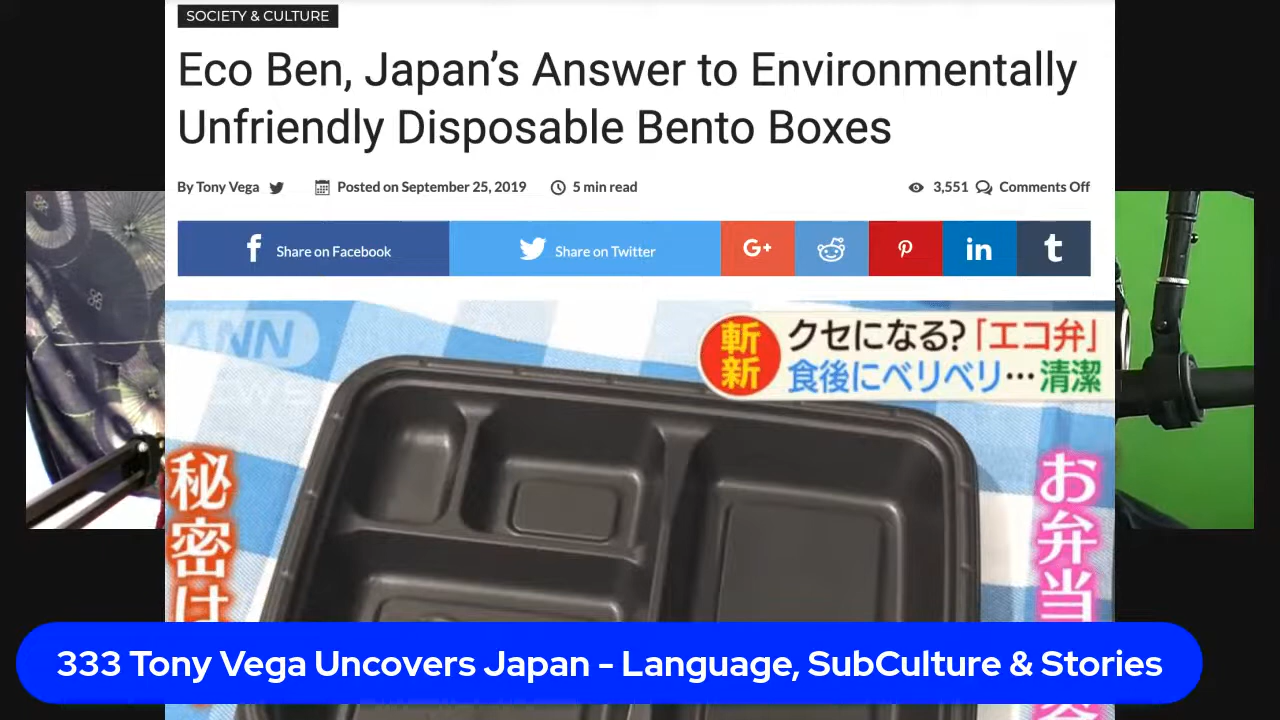 SOCIETY & CULTURE
Eco Ben, Japan’s Answer to Environmentally
Unfriendly Disposable Bento Boxes
By Tony Vega
Posted on September 25, 2019
5 min read
3,551
Comments Off
Share on Facebook
Share on Twitter
G+
in
t
ANN
NEWS
斬新
クセになる?「エコ弁」
食後にベリベリ…清潔
秘密は
お弁当
333 Tony Vega Uncovers Japan - Language, SubCulture & Stories